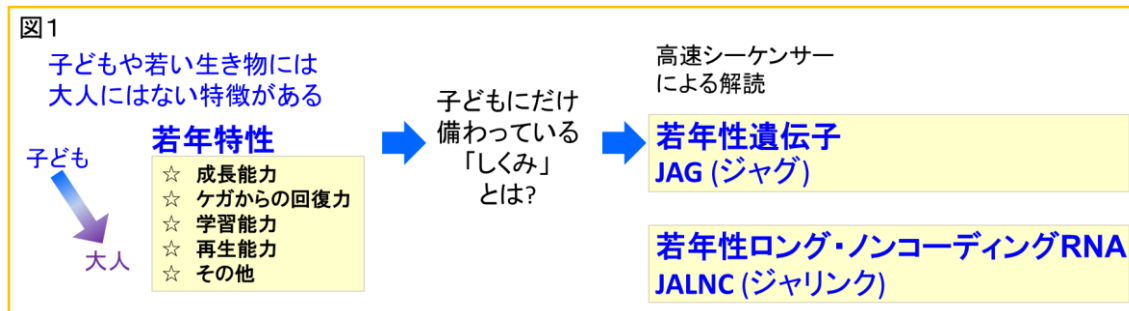 図1
子どもや若い生き物には
大人にはない特徴がある
若年特性
子ども
大人
☆ 成長能力
☆ ケガからの回復力
☆ 学習能力
☆ 再生能力
☆ その他
子どもにだけ
備わっている
「しくみ」
とは?
高速シーケンサー
による解読
若年性遺伝子
JAG (ジャグ)
若年性ロング・ノンコーディングRNA
JALNC (ジャリンク)